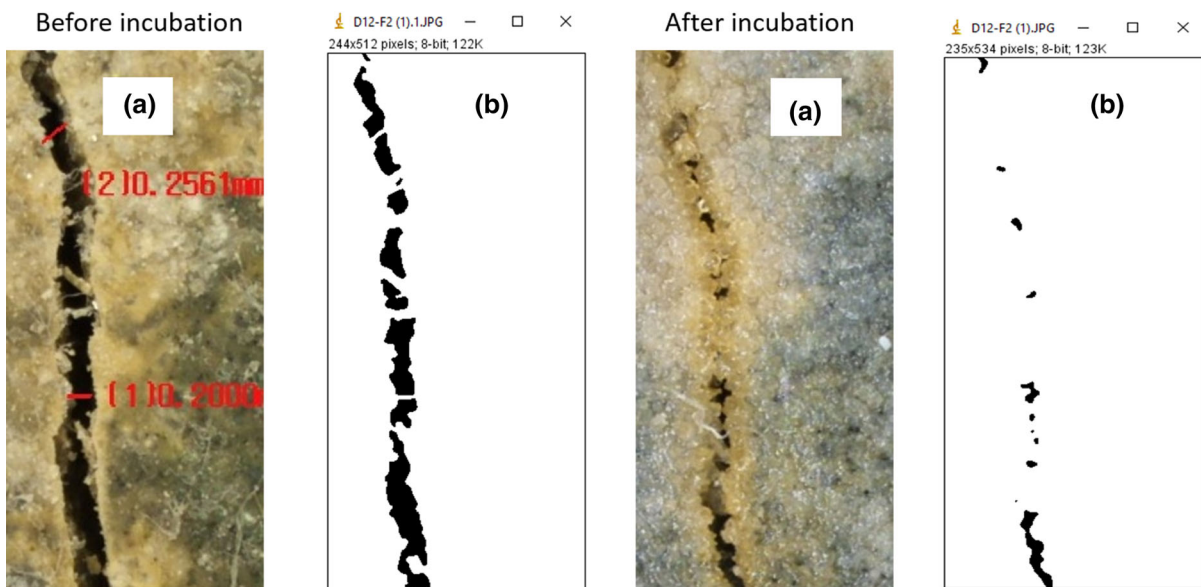 Before incubation
D12-F2 (1).1.JPG
244x512 pixels; 8-bit; 122K
(a)
(b)
(2)0.2561mm
(1)0.2000
After incubation
D12-F2 (1).JPG
235x534 pixels; 8-bit; 123K
(a)
(b)